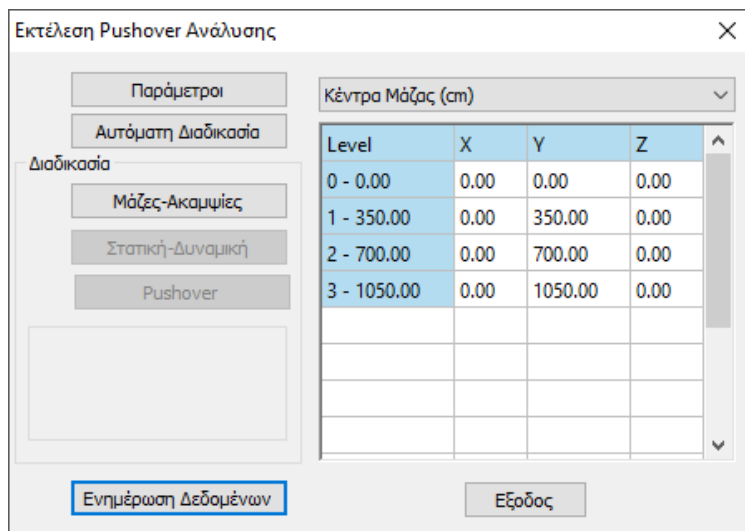 Εκτέλεση Pushover Ανάλυσης
Παράμετροι
Αυτόματη Διαδικασία
Διαδικασία
Μάζες-Ακαμψίες
Στατική-Δυναμική
Pushover
Ενημέρωση Δεδομένων
Κέντρα Μάζας (cm)
Level X Y Z
0 - 0.00 0.00 0.00 0.00
1 - 350.00 0.00 350.00 0.00
2 - 700.00 0.00 700.00 0.00
3 - 1050.00 0.00 1050.00 0.00
Εξοδος